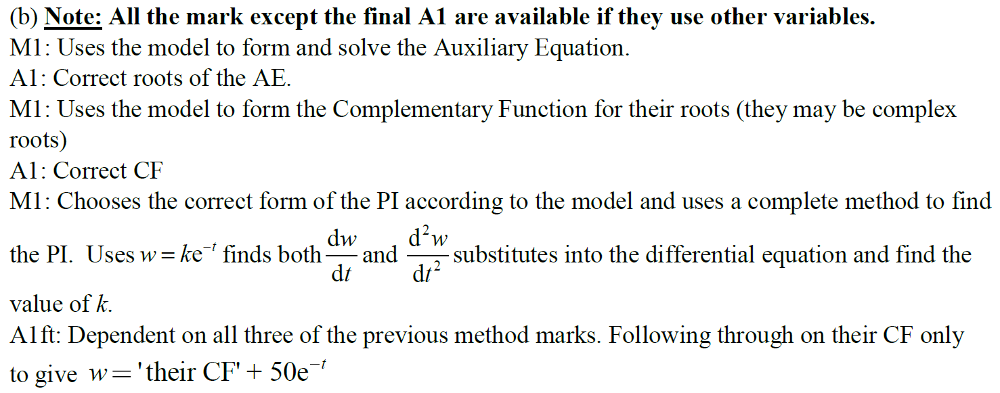 (b) Note: All the mark except the final A1 are available if they use other variables.
M1: Uses the model to form and solve the Auxiliary Equation.
A1: Correct roots of the AE.
M1: Uses the model to form the Complementary Function for their roots (they may be complex
roots)
A1: Correct CF
M1: Chooses the correct form of the PI according to the model and uses a complete method to find
the PI. Uses w = ke⁻ᵗ finds both dw/dt and d²w/dt² substitutes into the differential equation and find the
value of k.
A1ft: Dependent on all three of the previous method marks. Following through on their CF only
to give w = 'their CF' + 50e⁻ᵗ